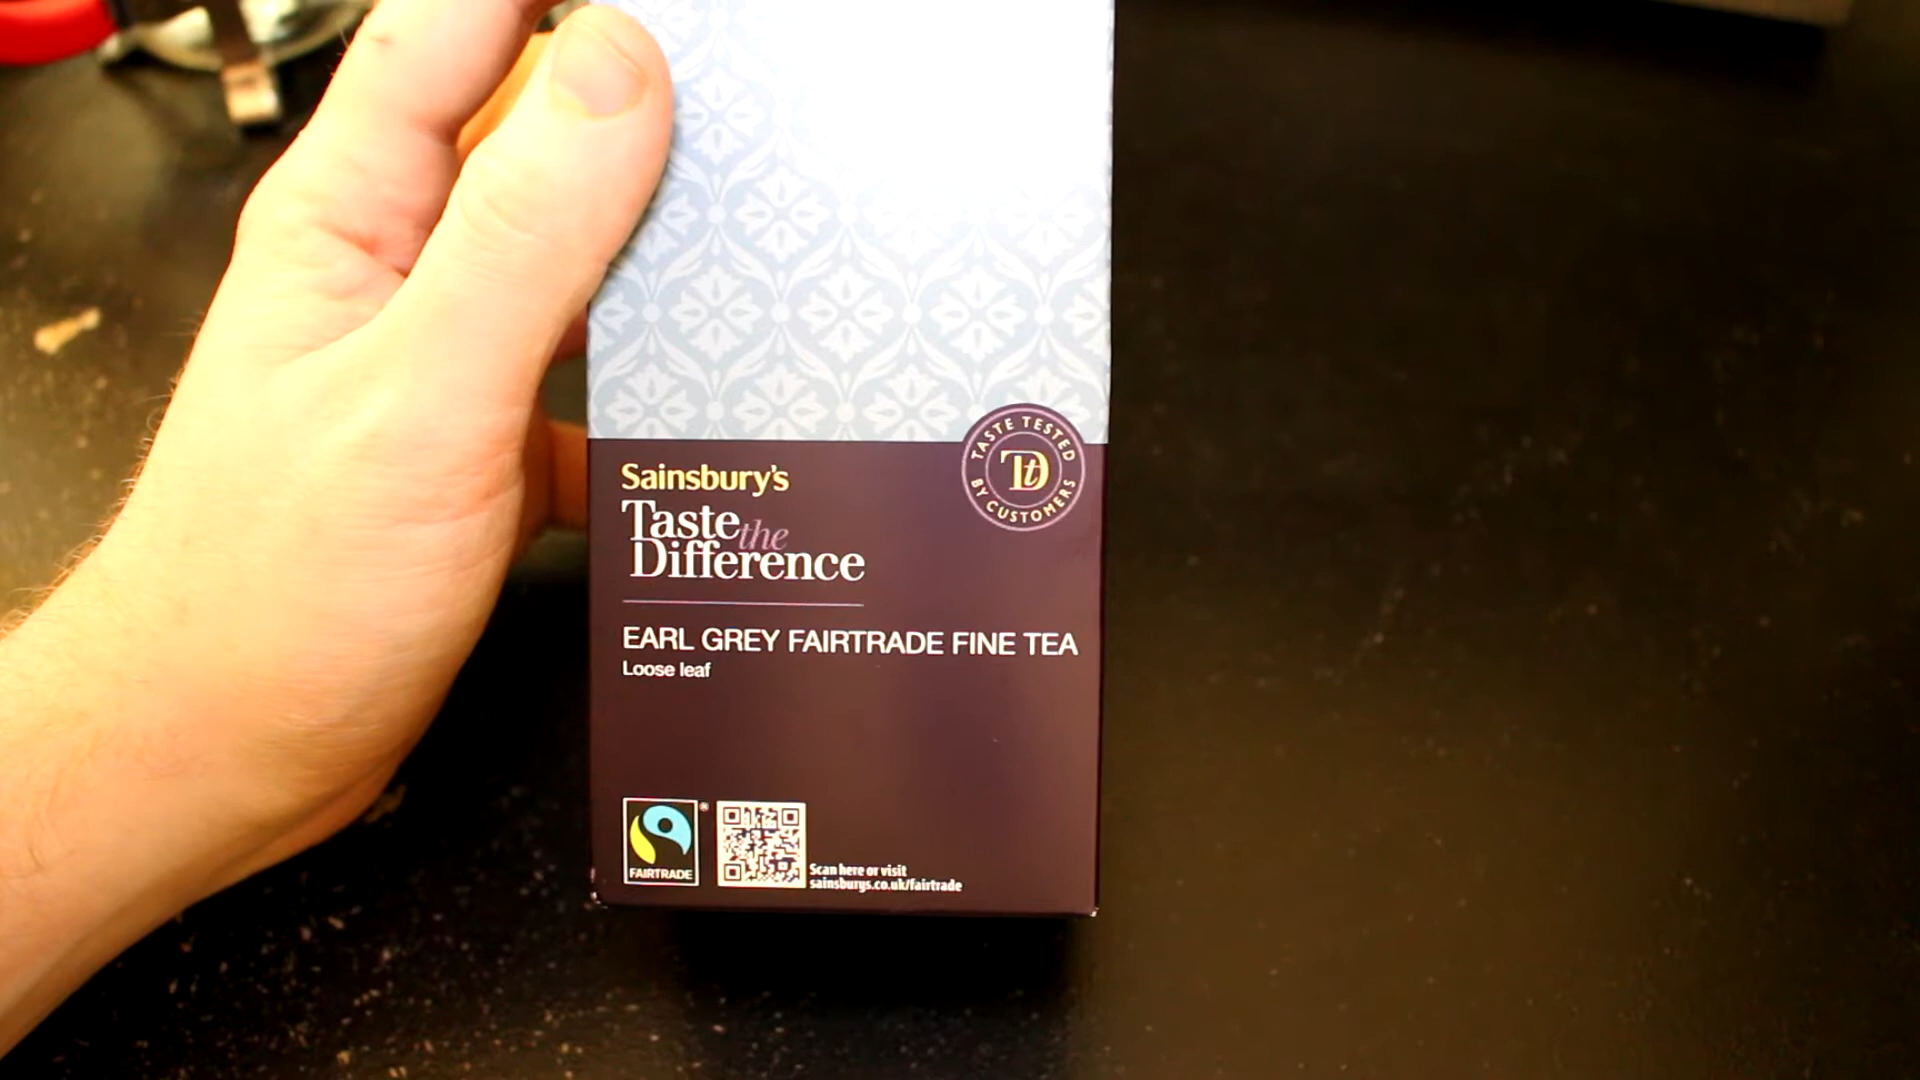 TASTE TESTED
Tt D
BY CUSTOMERS
Sainsbury's
Taste the
Difference
EARL GREY FAIRTRADE FINE TEA
Loose leaf
FAIRTRADE
®
Scan here or visit
sainsburys.co.uk/fairtrade